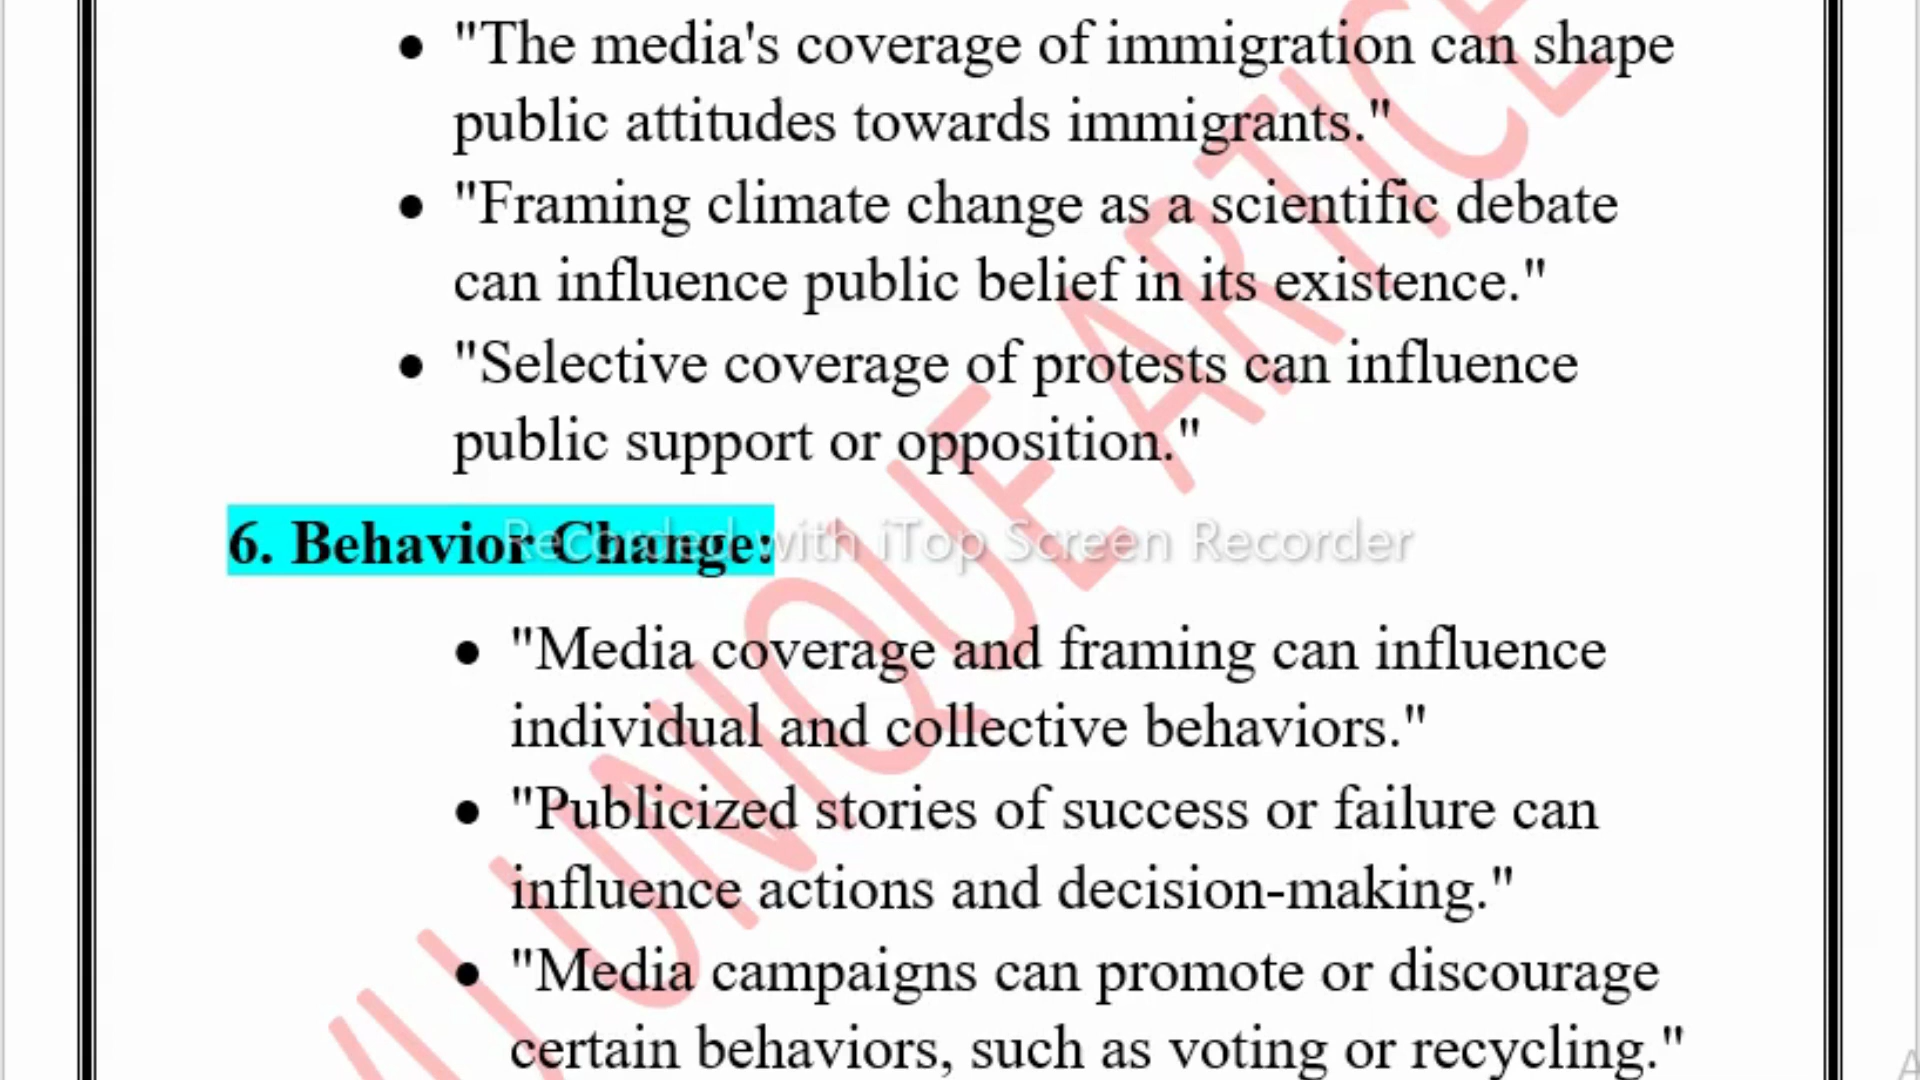 ● "The media's coverage of immigration can shape
public attitudes towards immigrants."
● "Framing climate change as a scientific debate
can influence public belief in its existence."
● "Selective coverage of protests can influence
public support or opposition."
6. Behavior Change:
Recorded with iTop Screen Recorder
● "Media coverage and framing can influence
individual and collective behaviors."
● "Publicized stories of success or failure can
influence actions and decision-making."
● "Media campaigns can promote or discourage
certain behaviors, such as voting or recycling."
UNIQUE ARTICE